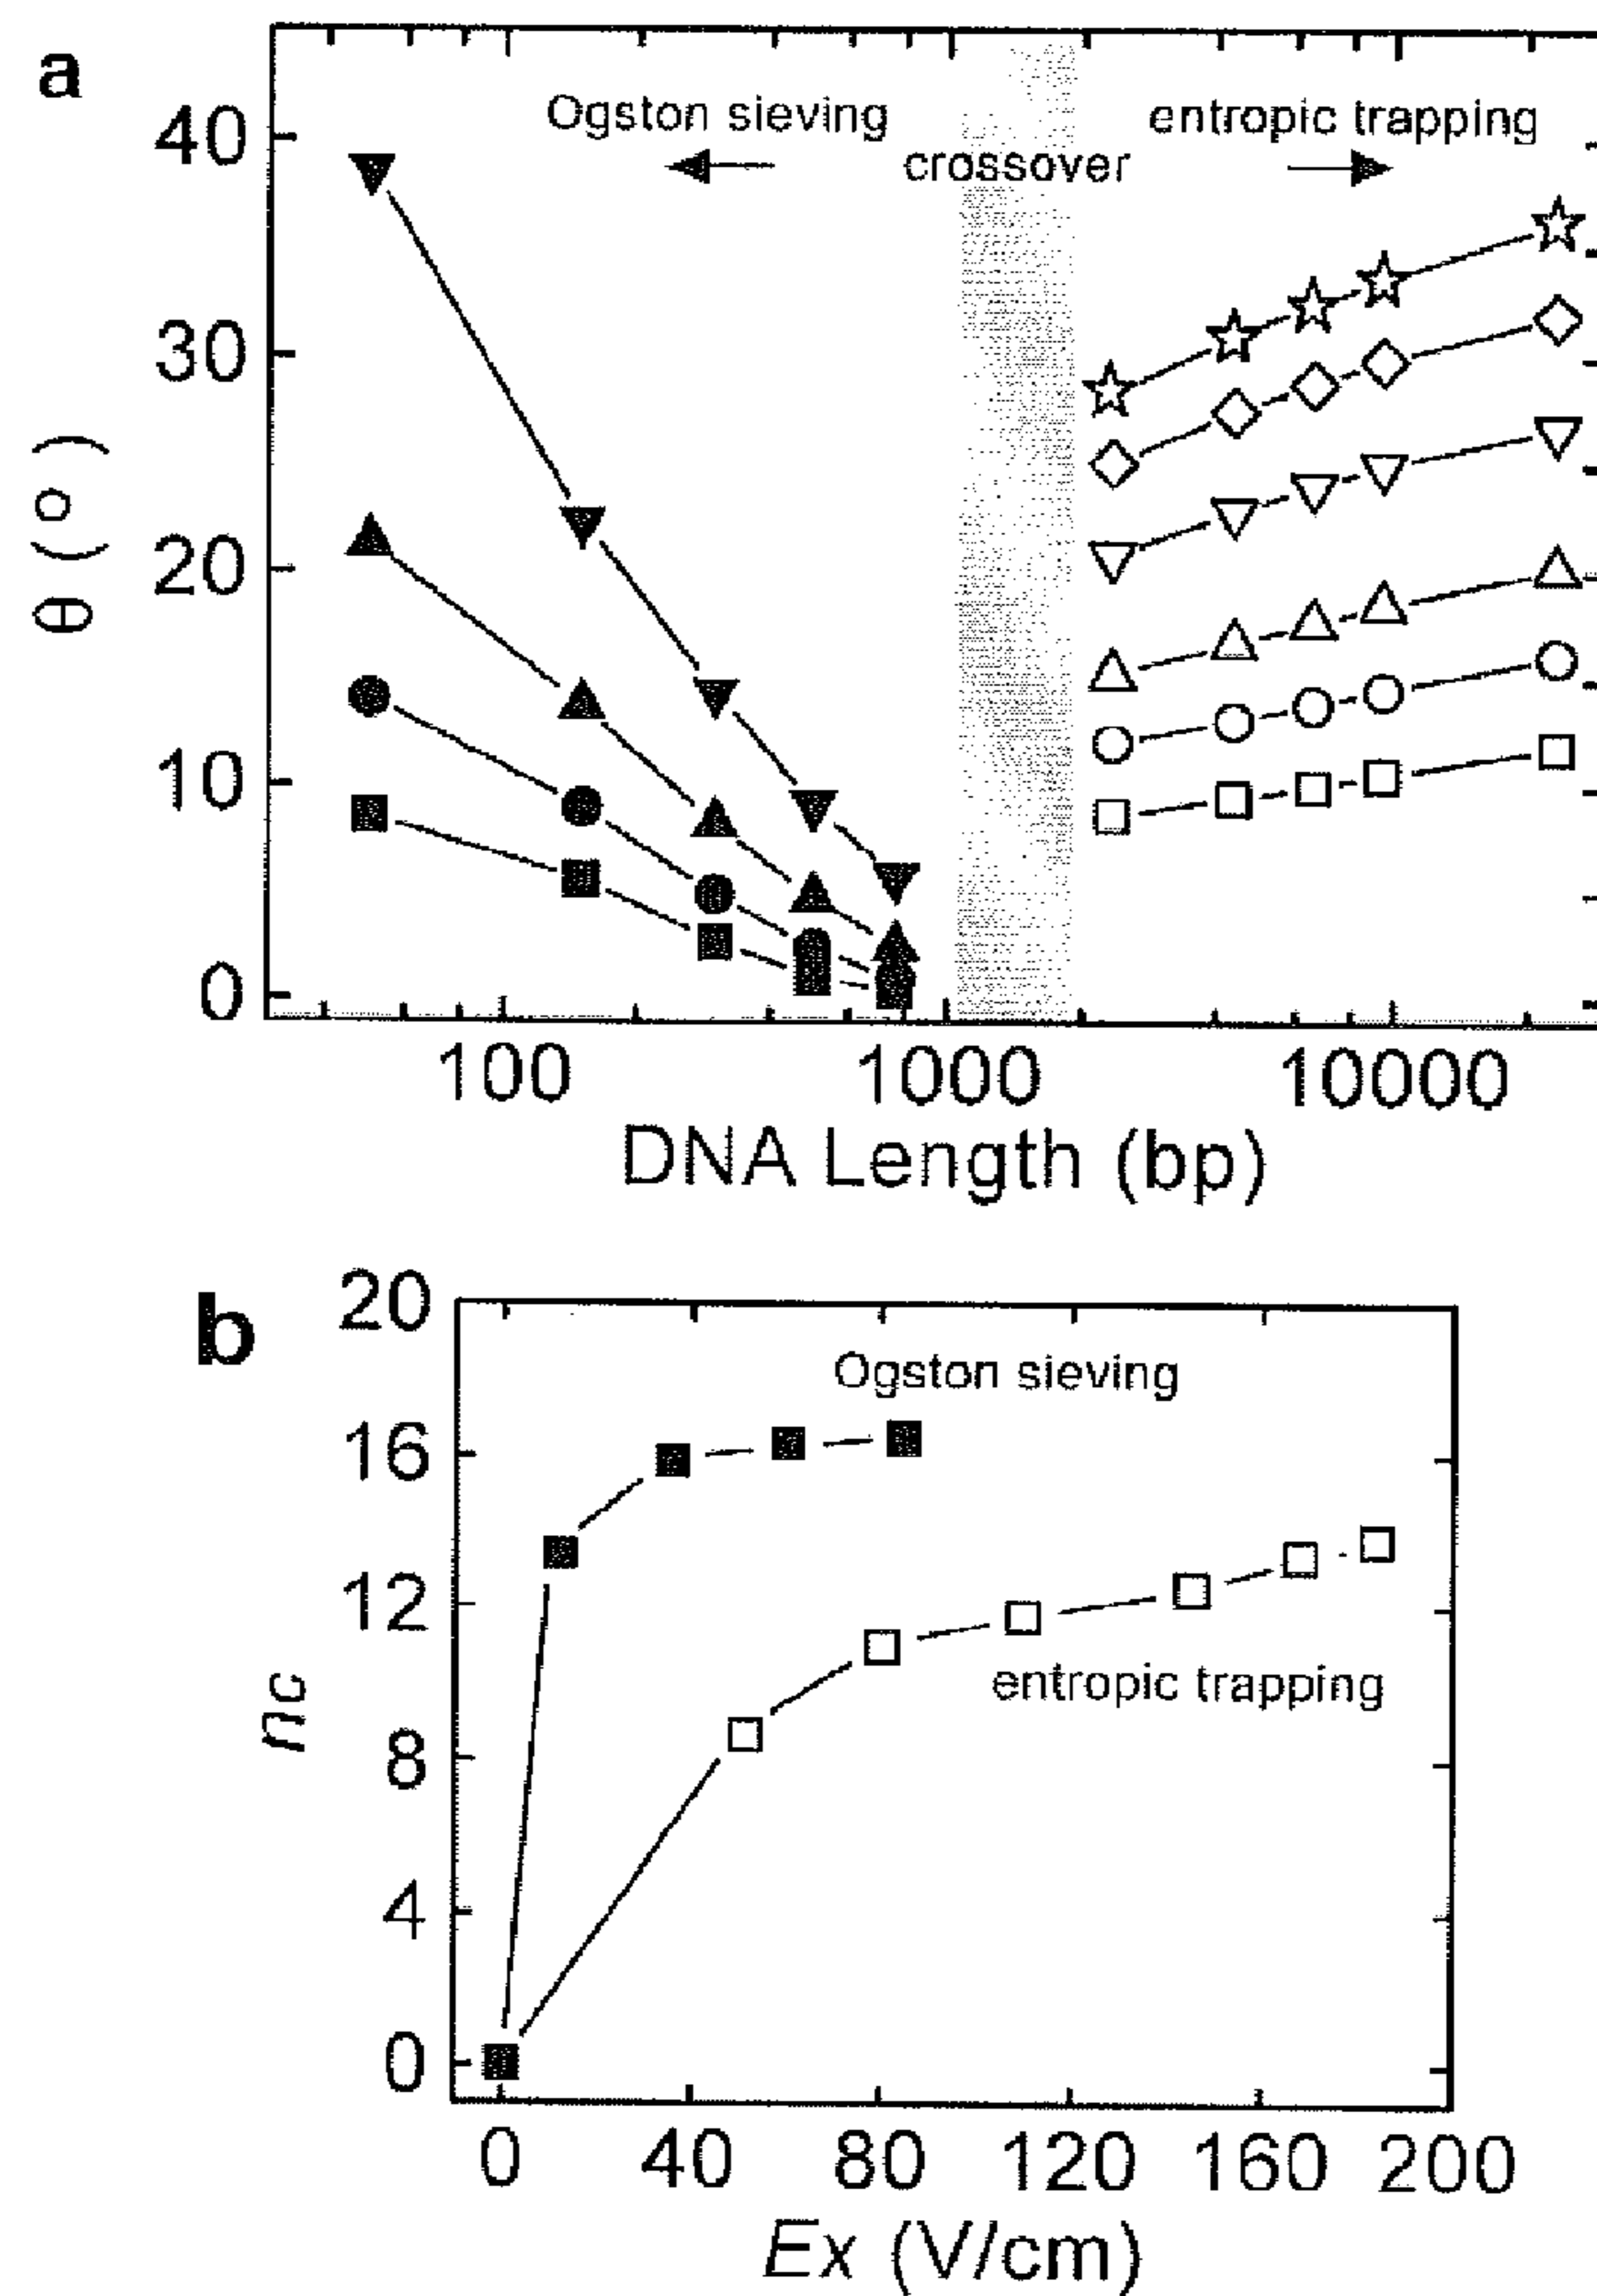 a
Ogston sieving
entropic trapping
crossover
40
30
20
10
0
θ (o)
100 1000 10000
DNA Length (bp)
b
20
16
12
8
4
0
nc
Ogston sieving
entropic trapping
0 40 80 120 160 200
Ex (V/cm)